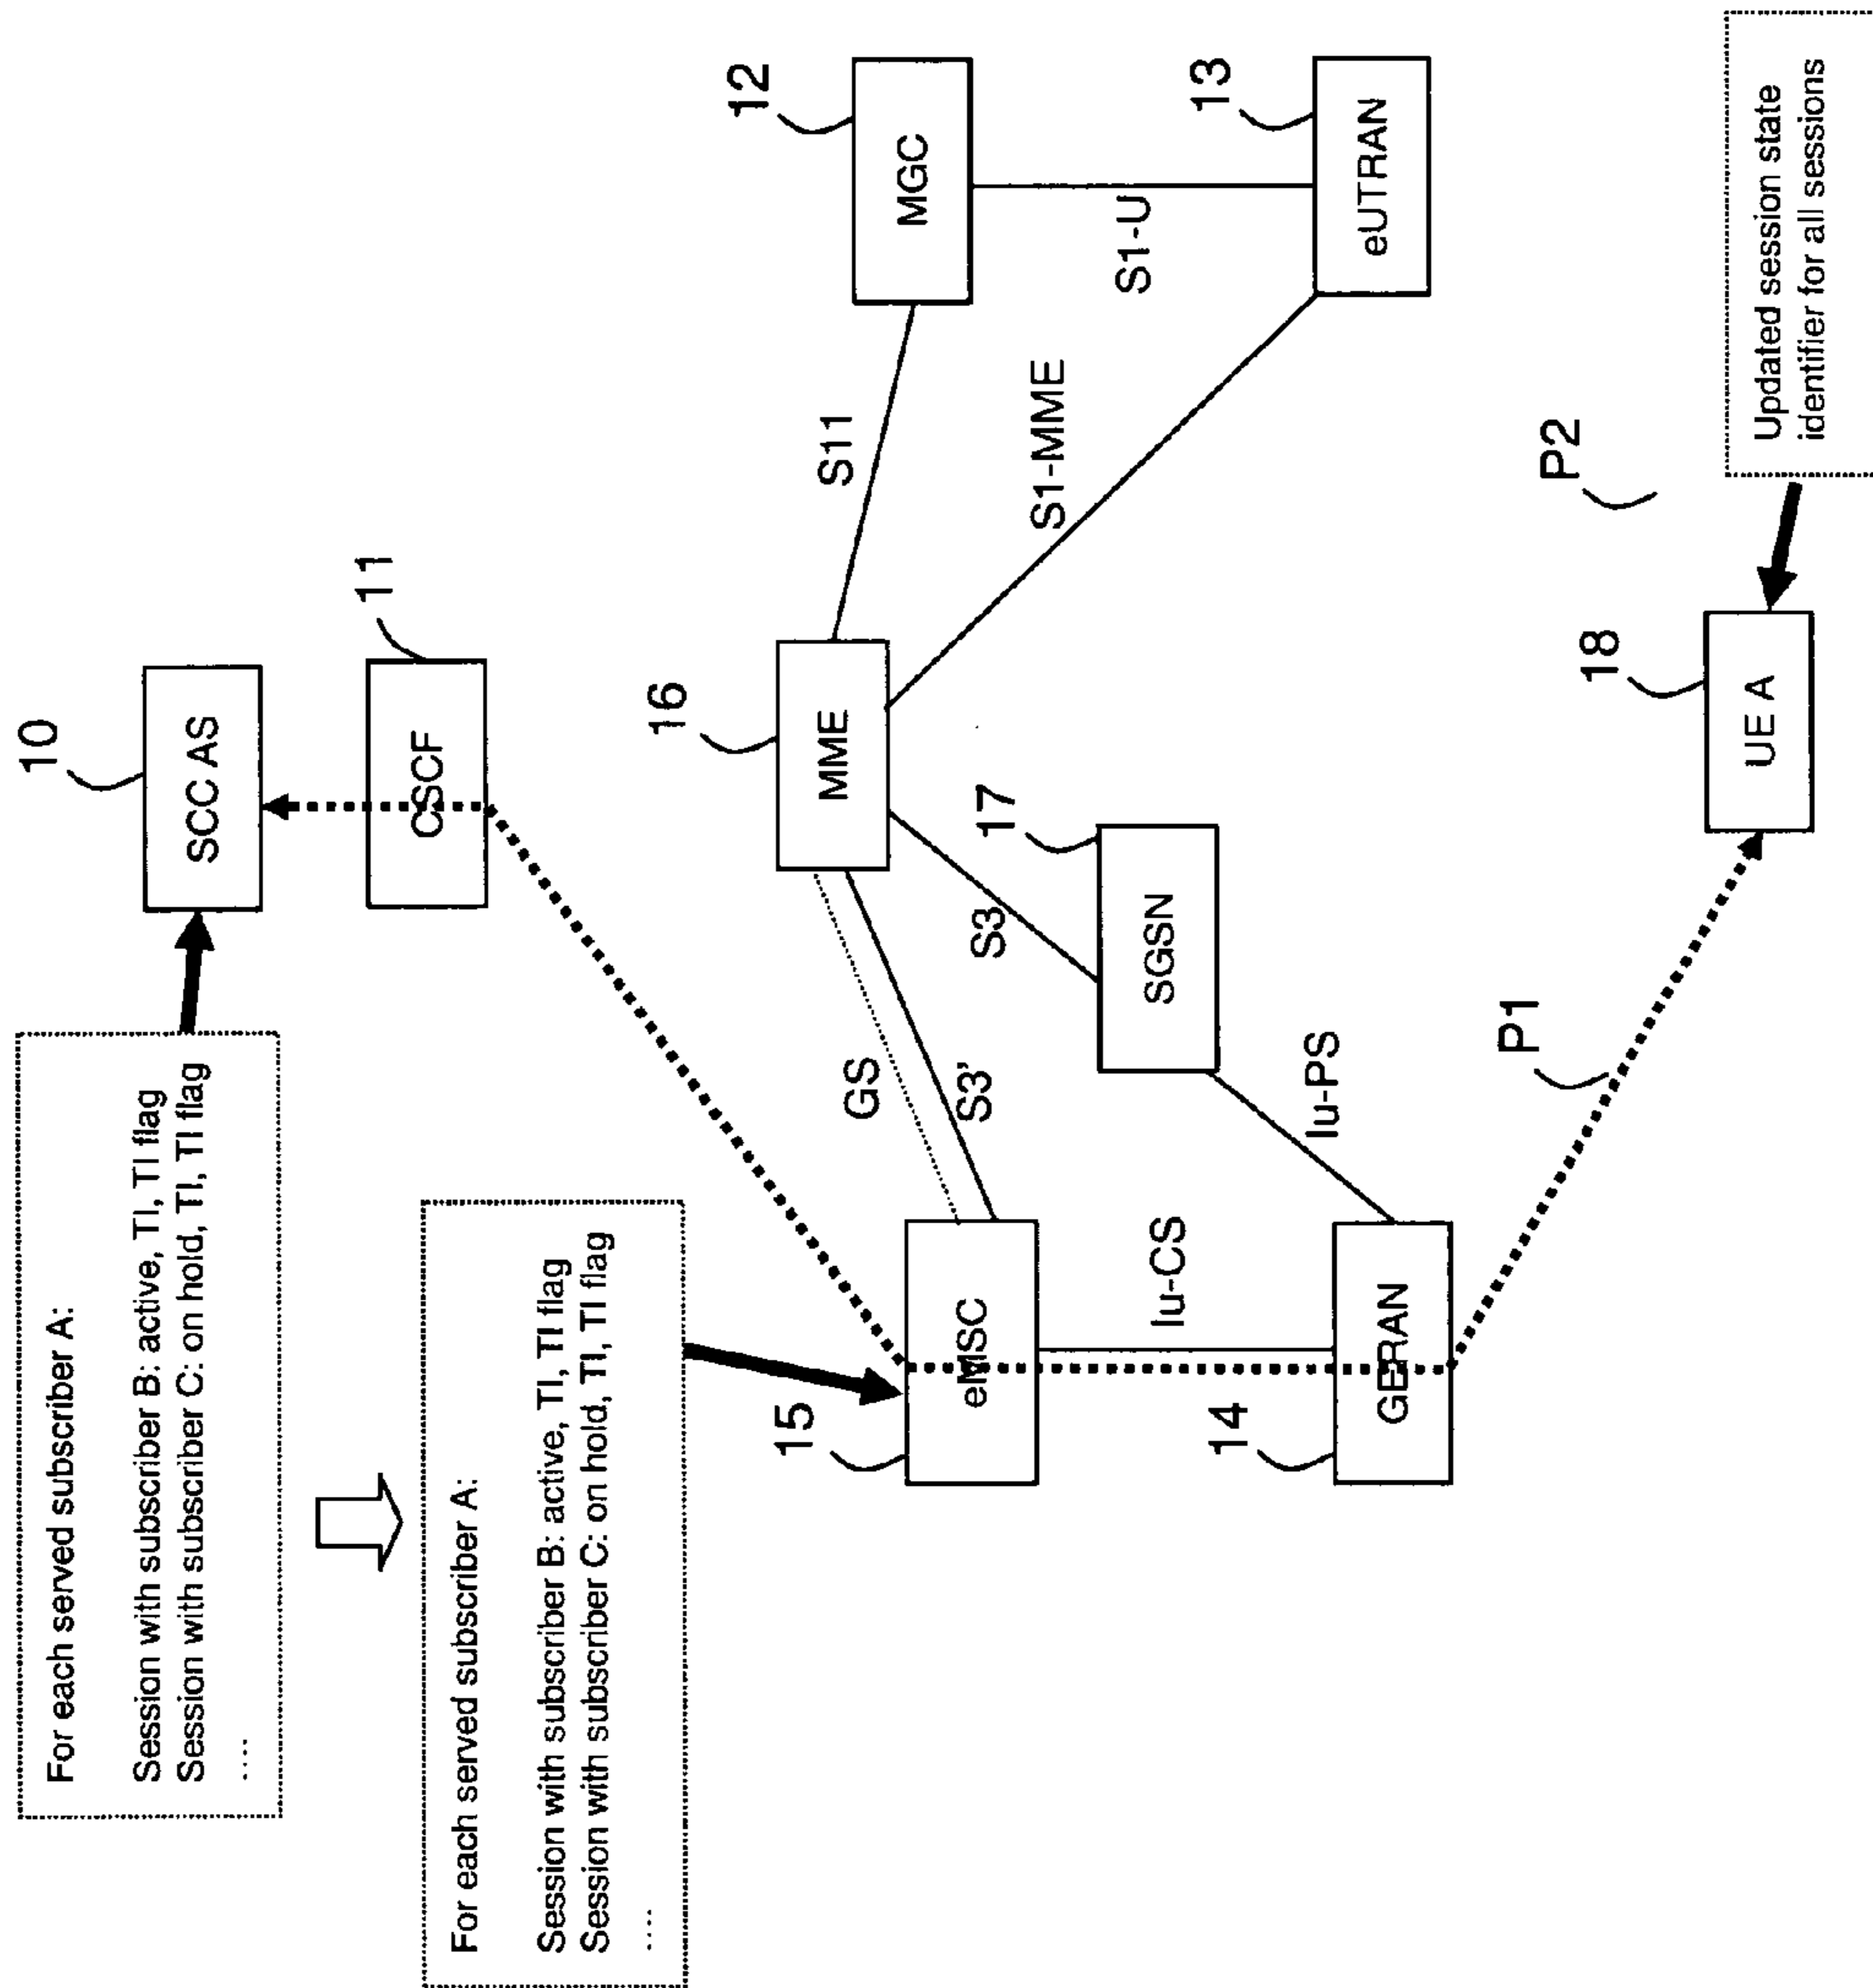 For each served subscriber A:
Session with subscriber B: active, TI, TI flag
Session with subscriber C: on hold, TI, TI flag
....
For each served subscriber A:
Session with subscriber B: active, TI, TI flag
Session with subscriber C: on hold, TI, TI flag
....
10
SCC AS
11
CSCF
12
MGC
16
MME
S11
GS
S3'
S3
17
SGSN
S1-U
S1-MME
13
eUTRAN
15
eMSC
Iu-CS
Iu-PS
14
GERAN
P1
P2
18
UE A
Updated session state
identifier for all sessions